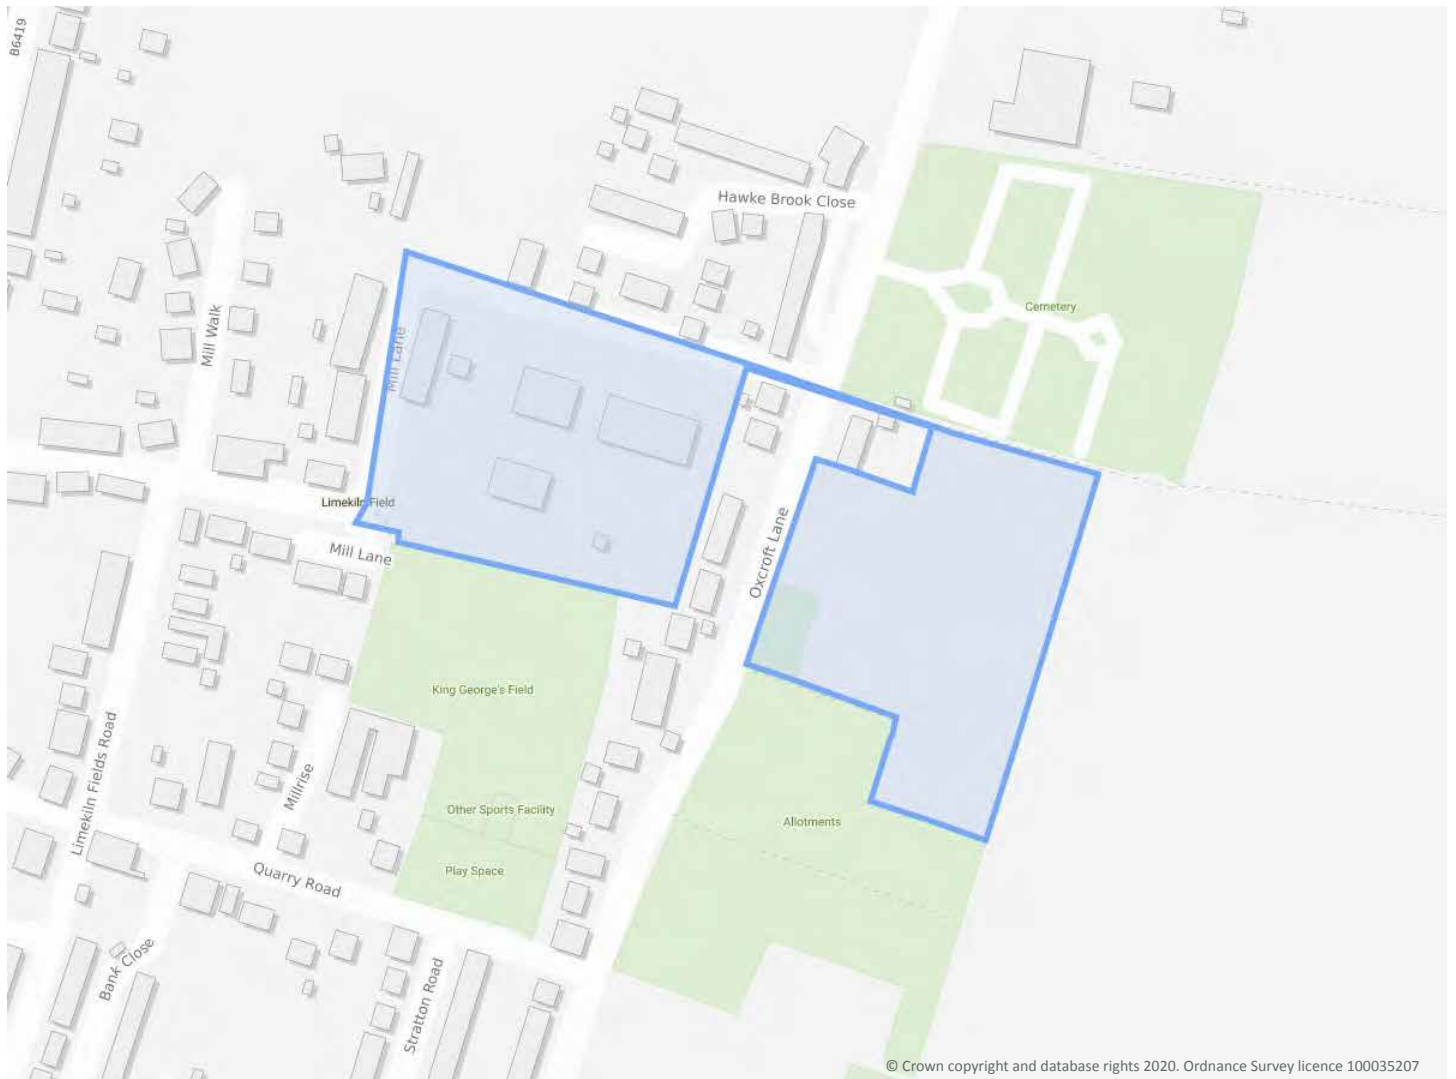 B6419
Hawke Brook Close
Cemetery
Mill Walk
Mill Lane
Limekiln Field
Mill Lane
Oxcroft Lane
King George's Field
Limekiln Fields Road
Millrise
Other Sports Facility
Allotments
Play Space
Quarry Road
Bank Close
Stratton Road
© Crown copyright and database rights 2020. Ordnance Survey licence 100035207